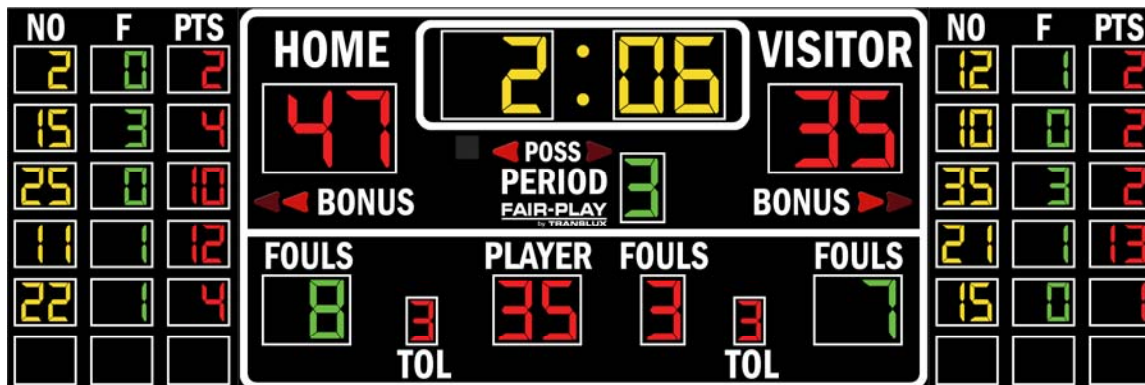 NO F PTS
2 0 2
15 3 4
25 0 10
11 1 12
22 1 4
HOME 2:06 VISITOR
47 35
POSS
PERIOD 3
FAIR-PLAY
by TRANSLUX
BONUS BONUS
FOULS PLAYER FOULS FOULS
8 3 35 3 3 7
TOL TOL
NO F PTS
12 1 2
10 0 2
35 3 2
21 1 13
15 0 1